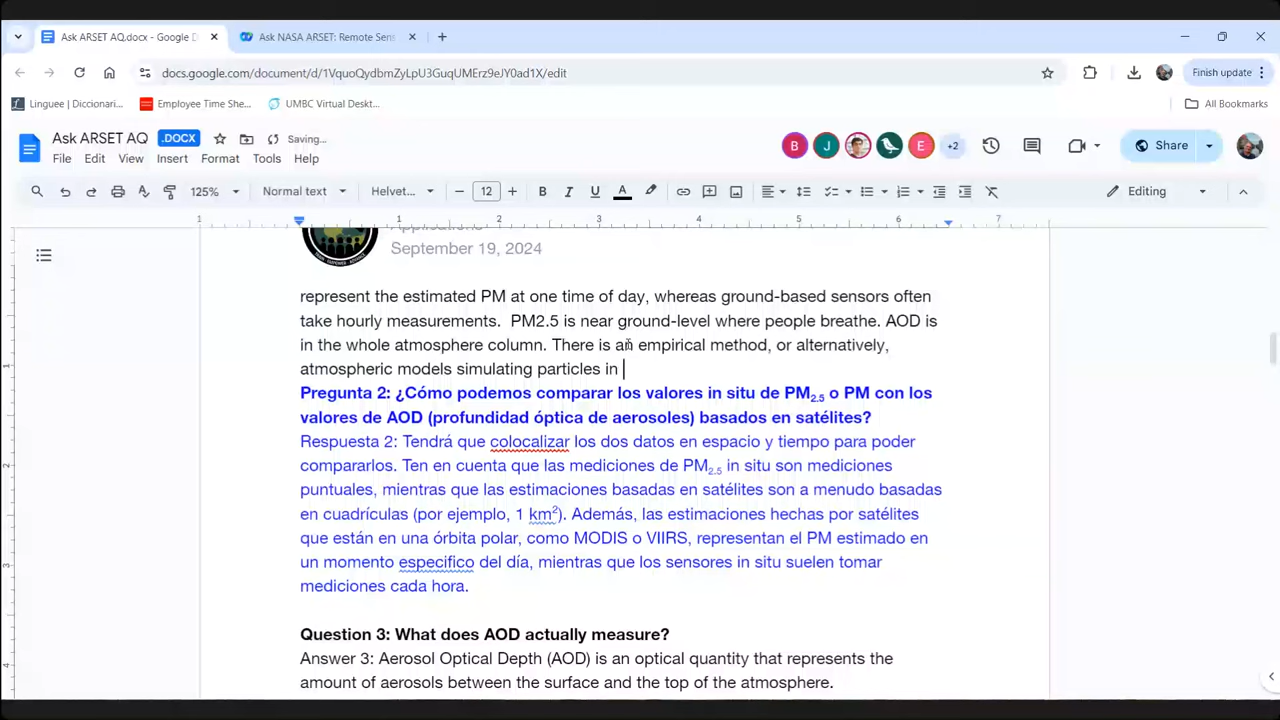 Ask ARSET AQ.docx - Google D
Ask NASA ARSET: Remote Sens
docs.google.com/document/d/1VquoQydbmZyLpU3GuqUMErz9eJY0ad1X/edit
Finish update
Linguee | Diccionari...
Employee Time She...
UMBC Virtual Deskt...
All Bookmarks
Ask ARSET AQ .DOCX Saving...
File Edit View Insert Format Tools Help
B J E +2 Share
125% Normal text Helvet... 12 B I U A Editing
1 1 2 3 4 5 6 7
September 19, 2024
represent the estimated PM at one time of day, whereas ground-based sensors often
take hourly measurements. PM2.5 is near ground-level where people breathe. AOD is
in the whole atmosphere column. There is an empirical method, or alternatively,
atmospheric models simulating particles in
Pregunta 2: ¿Cómo podemos comparar los valores in situ de PM2.5 o PM con los
valores de AOD (profundidad óptica de aerosoles) basados en satélites?
Respuesta 2: Tendrá que colocalizar los dos datos en espacio y tiempo para poder
compararlos. Ten en cuenta que las mediciones de PM2.5 in situ son mediciones
puntuales, mientras que las estimaciones basadas en satélites son a menudo basadas
en cuadrículas (por ejemplo, 1 km²). Además, las estimaciones hechas por satélites
que están en una órbita polar, como MODIS o VIIRS, representan el PM estimado en
un momento especifico del día, mientras que los sensores in situ suelen tomar
mediciones cada hora.
Question 3: What does AOD actually measure?
Answer 3: Aerosol Optical Depth (AOD) is an optical quantity that represents the
amount of aerosols between the surface and the top of the atmosphere.